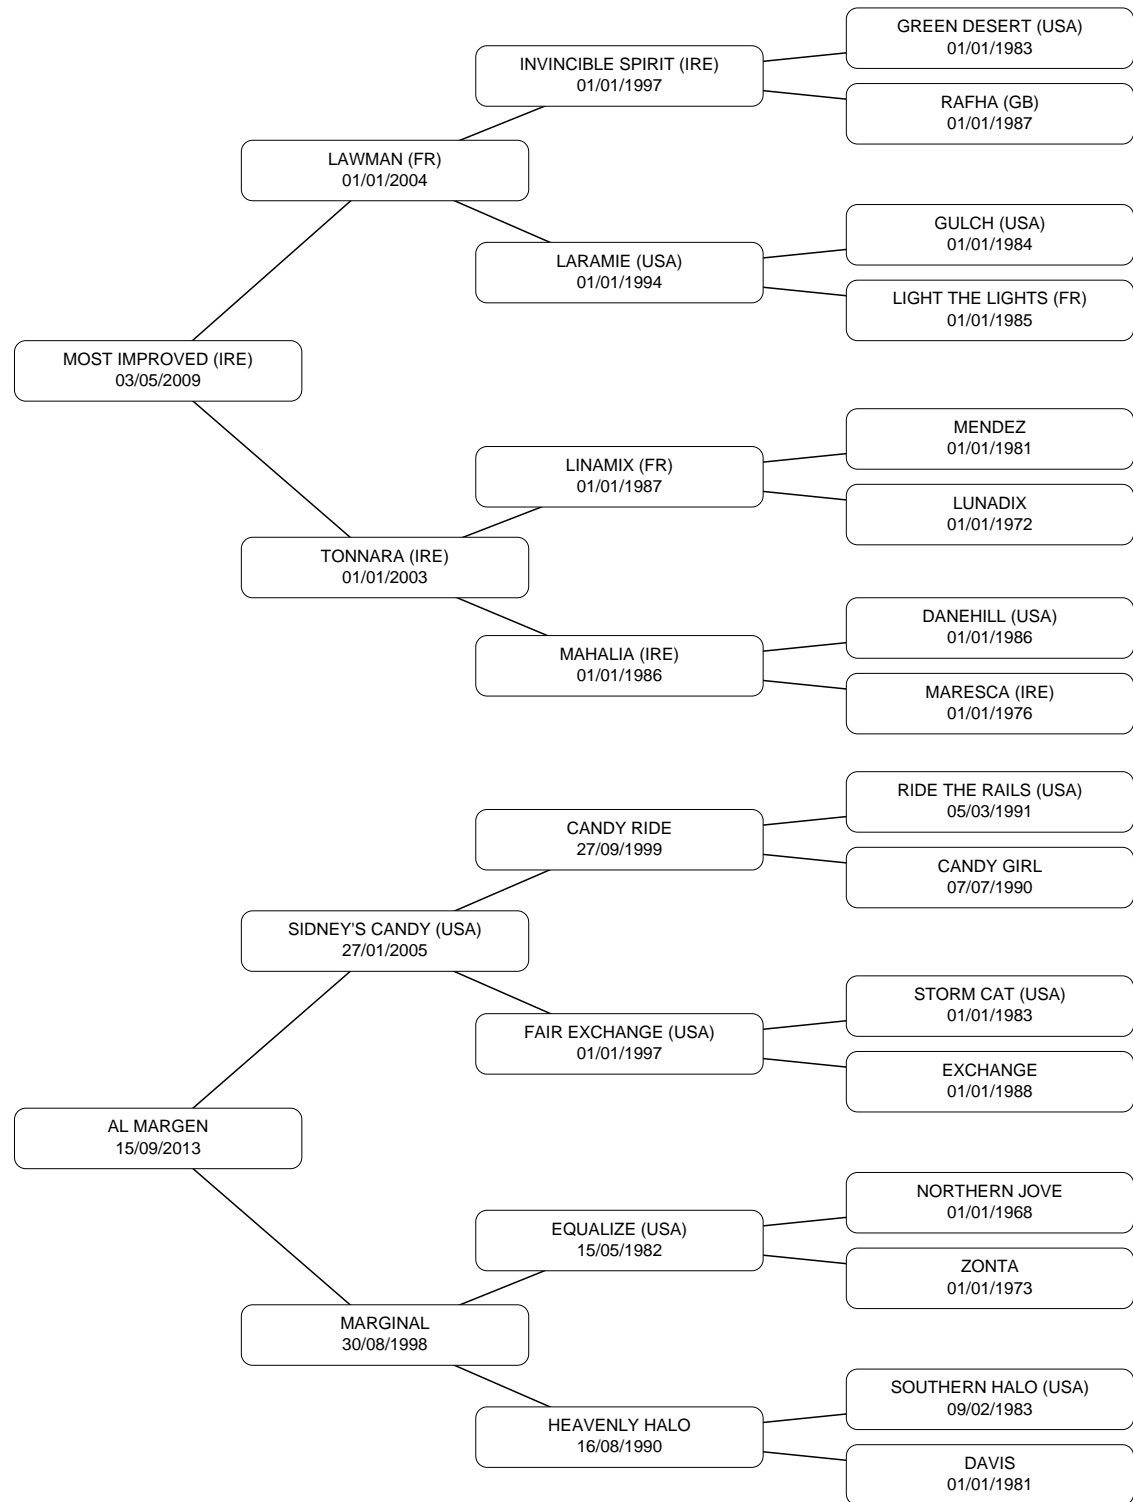 GREEN DESERT (USA)
01/01/1983
INVINCIBLE SPIRIT (IRE)
01/01/1997
RAFHA (GB)
01/01/1987
LAWMAN (FR)
01/01/2004
GULCH (USA)
01/01/1984
LARAMIE (USA)
01/01/1994
LIGHT THE LIGHTS (FR)
01/01/1985
MOST IMPROVED (IRE)
03/05/2009
MENDEZ
01/01/1981
LINAMIX (FR)
01/01/1987
LUNADIX
01/01/1972
TONNARA (IRE)
01/01/2003
DANEHILL (USA)
01/01/1986
MAHALIA (IRE)
01/01/1986
MARESCA (IRE)
01/01/1976
RIDE THE RAILS (USA)
05/03/1991
CANDY RIDE
27/09/1999
CANDY GIRL
07/07/1990
SIDNEY'S CANDY (USA)
27/01/2005
STORM CAT (USA)
01/01/1983
FAIR EXCHANGE (USA)
01/01/1997
EXCHANGE
01/01/1988
AL MARGEN
15/09/2013
NORTHERN JOVE
01/01/1968
EQUALIZE (USA)
15/05/1982
ZONTA
01/01/1973
MARGINAL
30/08/1998
SOUTHERN HALO (USA)
09/02/1983
HEAVENLY HALO
16/08/1990
DAVIS
01/01/1981